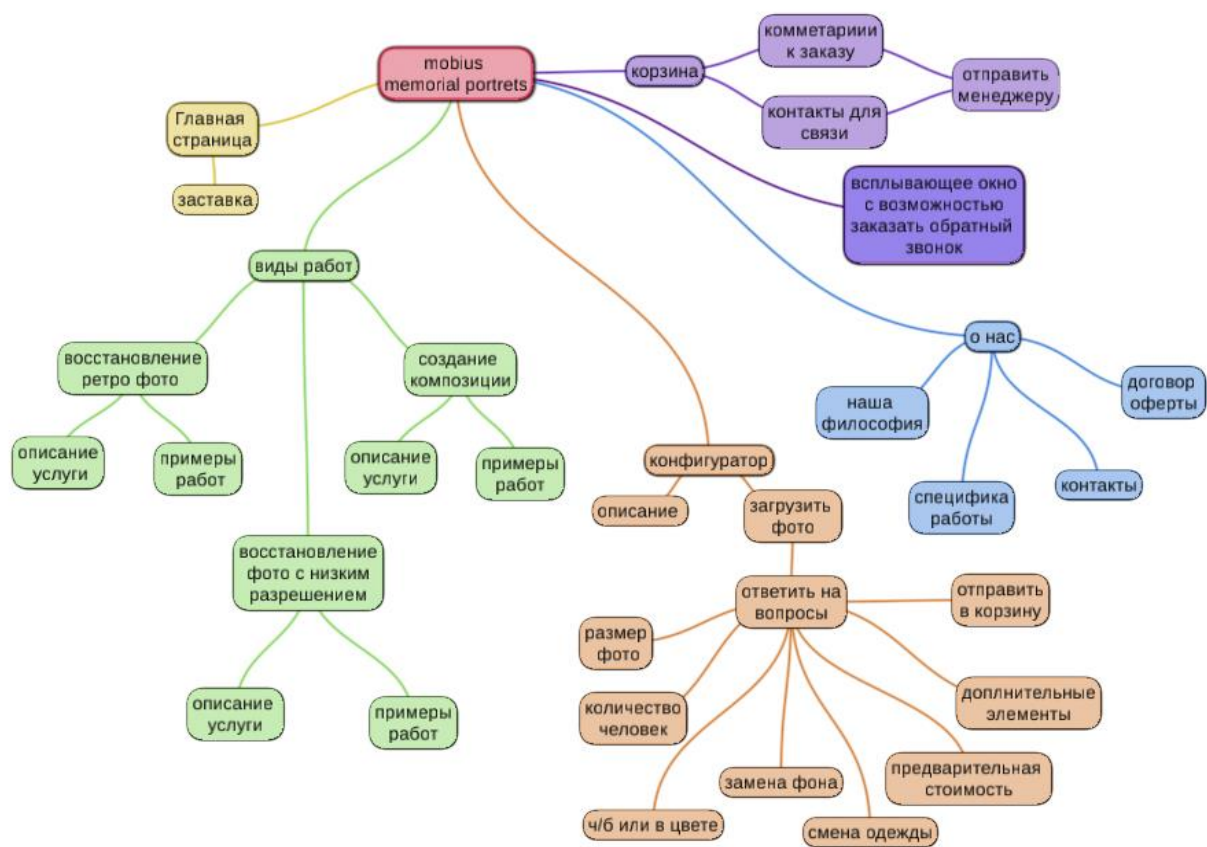 mobius
memorial portrets
Главная
страница
заставка
корзина
комметариии
к заказу
контакты для
связи
отправить
менеджеру
всплывающее окно
с возможностью
заказать обратный
звонок
виды работ
восстановление
ретро фото
описание
услуги
примеры
работ
создание
композиции
описание
услуги
примеры
работ
восстановление
фото с низким
разрешением
описание
услуги
примеры
работ
о нас
наша
философия
специфика
работы
контакты
договор
оферты
конфигуратор
описание
загрузить
фото
ответить на
вопросы
отправить
в корзину
размер
фото
количество
человек
ч/б или в цвете
замена фона
смена одежды
предварительная
стоимость
доплнительные
элементы